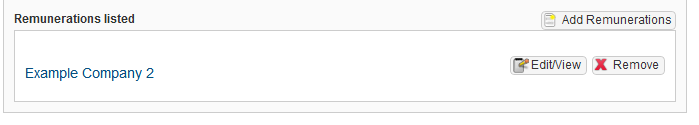 Remunerations listed
Add Remunerations
Example Company 2
Edit/View
Remove